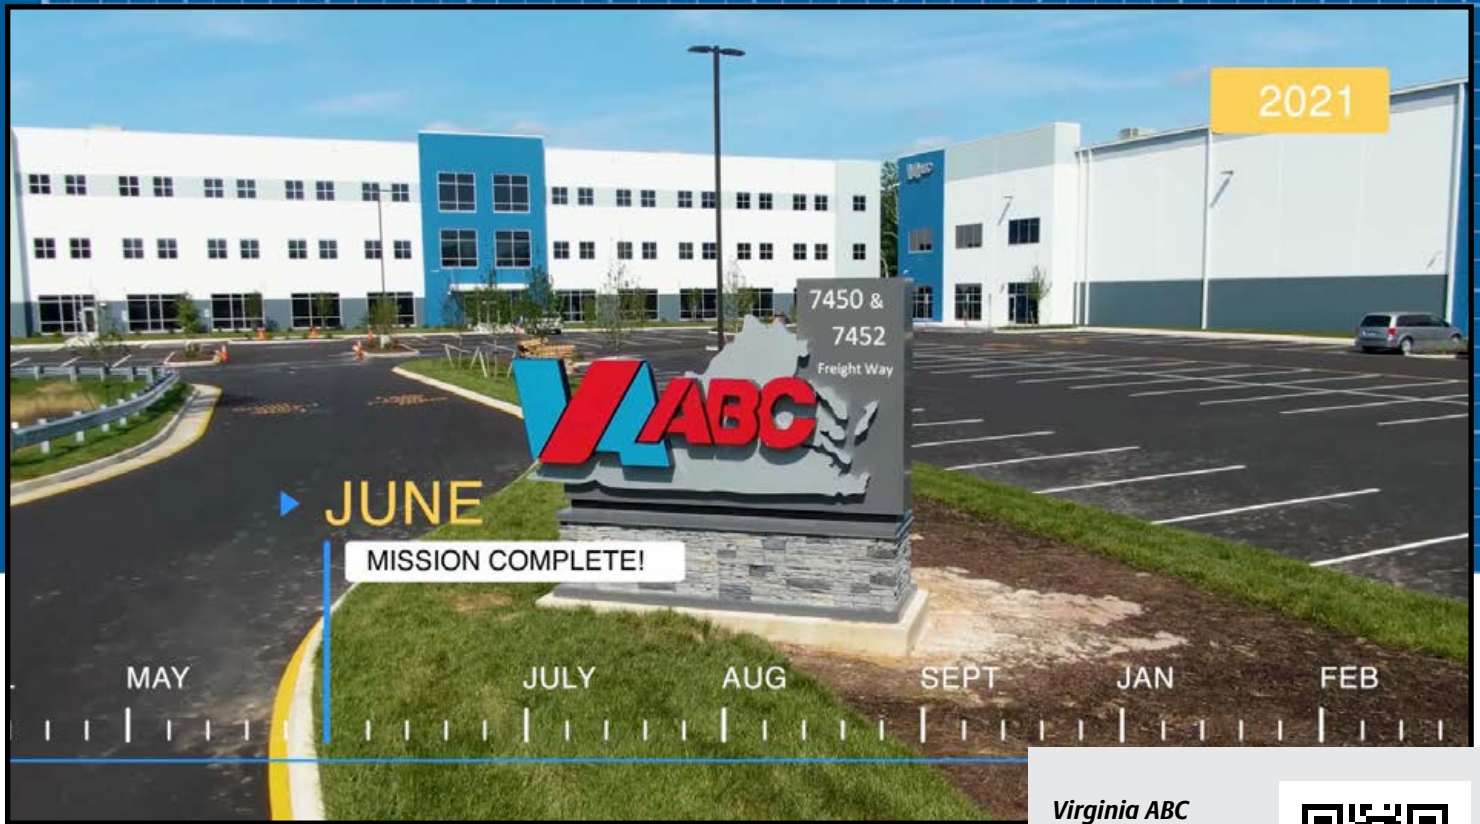 2021
7450 &
7452
Freight Way
VA ABC
JUNE
MISSION COMPLETE!
MAY
JULY
AUG
SEPT
JAN
FEB
Virginia ABC